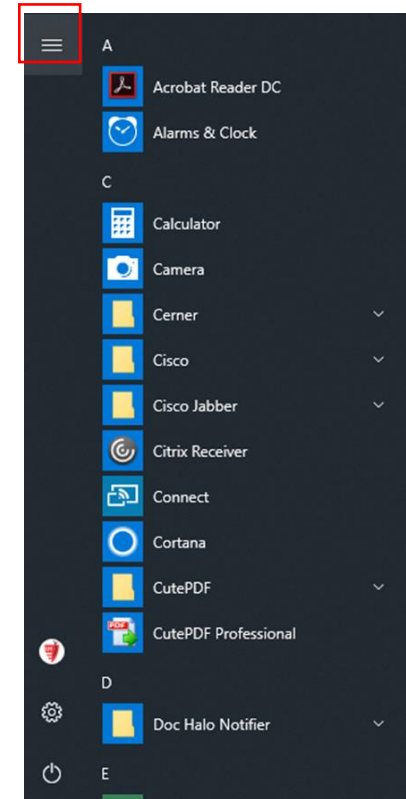 A
Acrobat Reader DC
Alarms & Clock
C
Calculator
Camera
Cerner
Cisco
Cisco Jabber
Citrix Receiver
Connect
Cortana
CutePDF
PDF
CutePDF Professional
D
Doc Halo Notifier
E